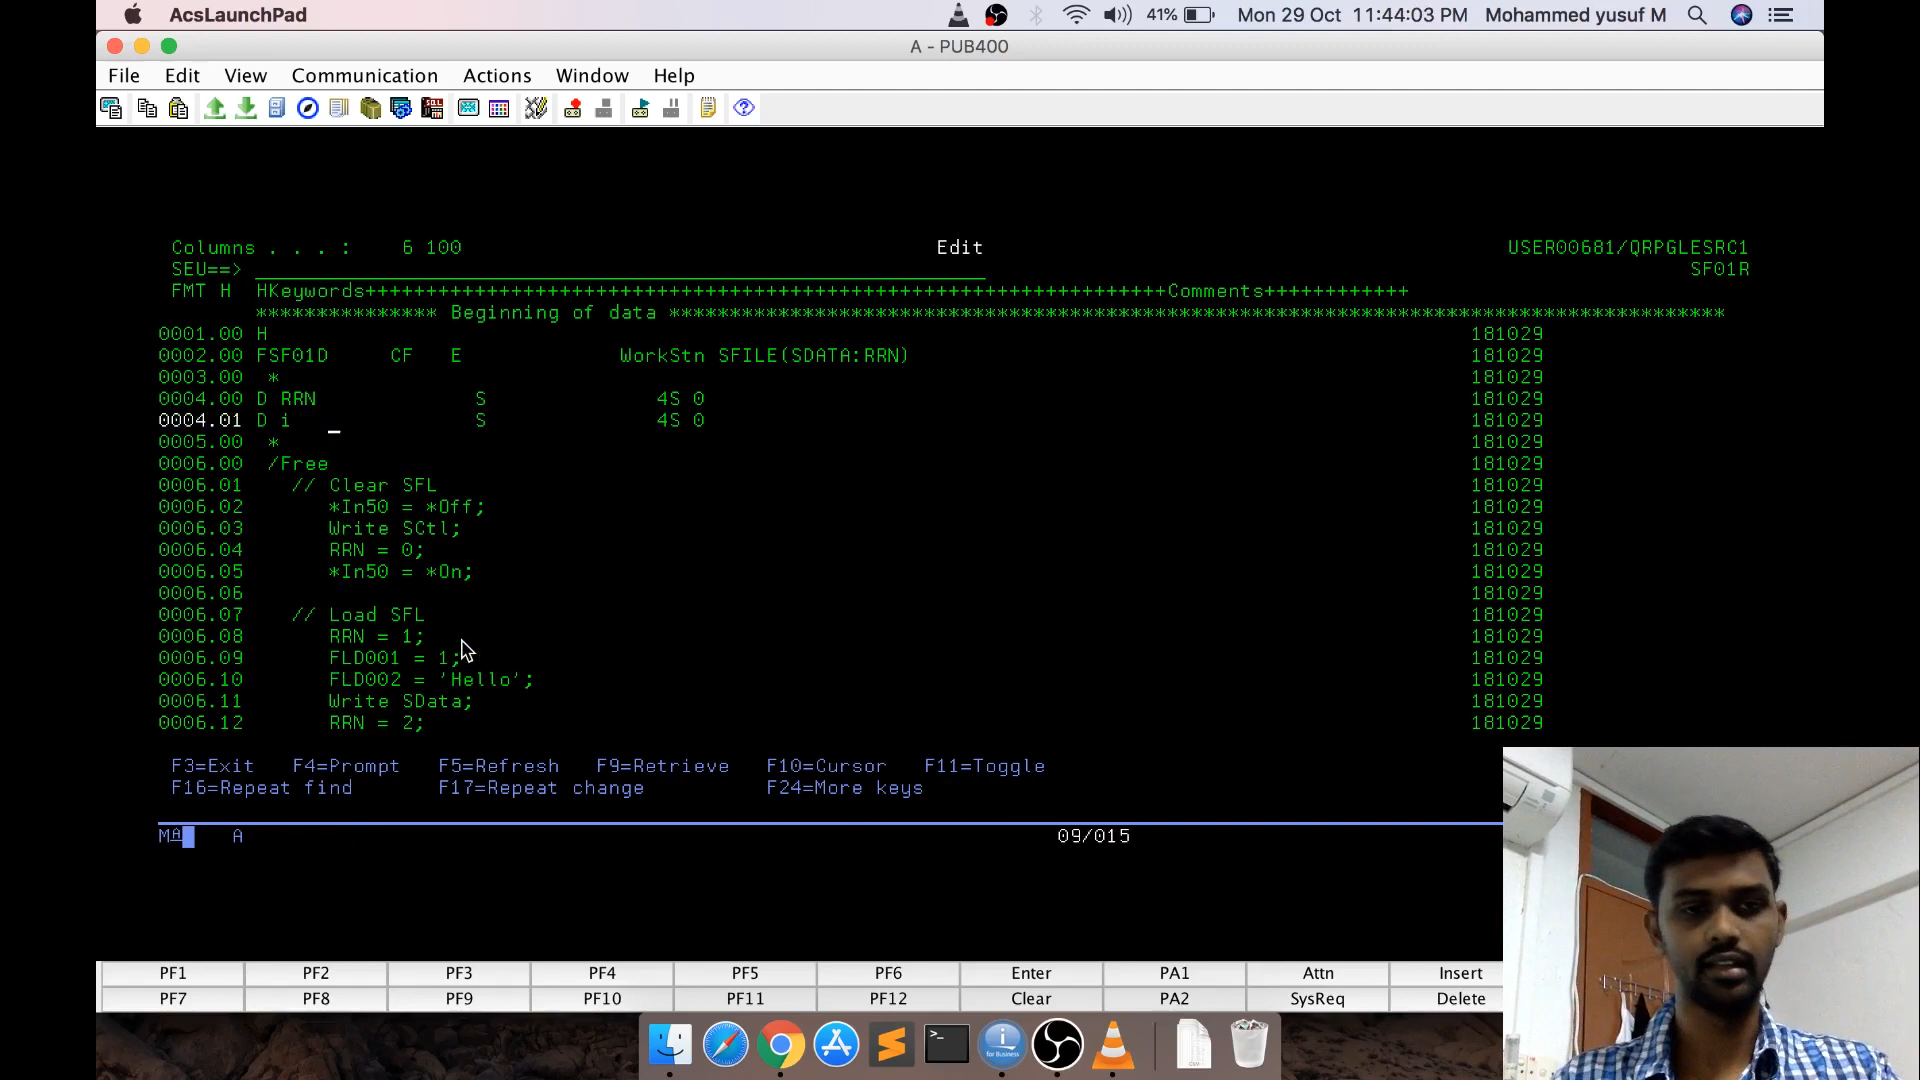 AcsLaunchPad 41% Mon 29 Oct 11:44:03 PM Mohammed yusuf M
A - PUB400
File Edit View Communication Actions Window Help
Columns . . . : 6 100 Edit USER00681/QRPGLESRC1
SEU==> SF01R
FMT H HKeywords++++++++++++++++++++++++++++++++++++++++++++++++++++++++++++++++++Comments++++++++++++
*************** Beginning of data ***************************************************************************************
0001.00 H 181029
0002.00 FSF01D CF E WorkStn SFILE(SDATA:RRN) 181029
0003.00 * 181029
0004.00 D RRN S 4S 0 181029
0004.01 D i S 4S 0 181029
0005.00 * 181029
0006.00 /Free 181029
0006.01 // Clear SFL 181029
0006.02 *In50 = *Off; 181029
0006.03 Write SCtl; 181029
0006.04 RRN = 0; 181029
0006.05 *In50 = *On; 181029
0006.06 181029
0006.07 // Load SFL 181029
0006.08 RRN = 1; 181029
0006.09 FLD001 = 1; 181029
0006.10 FLD002 = 'Hello'; 181029
0006.11 Write SData; 181029
0006.12 RRN = 2; 181029
F3=Exit F4=Prompt F5=Refresh F9=Retrieve F10=Cursor F11=Toggle
F16=Repeat find F17=Repeat change F24=More keys
MA A 09/015
PF1 PF2 PF3 PF4 PF5 PF6 Enter PA1 Attn Insert
PF7 PF8 PF9 PF10 PF11 PF12 Clear PA2 SysReq Delete